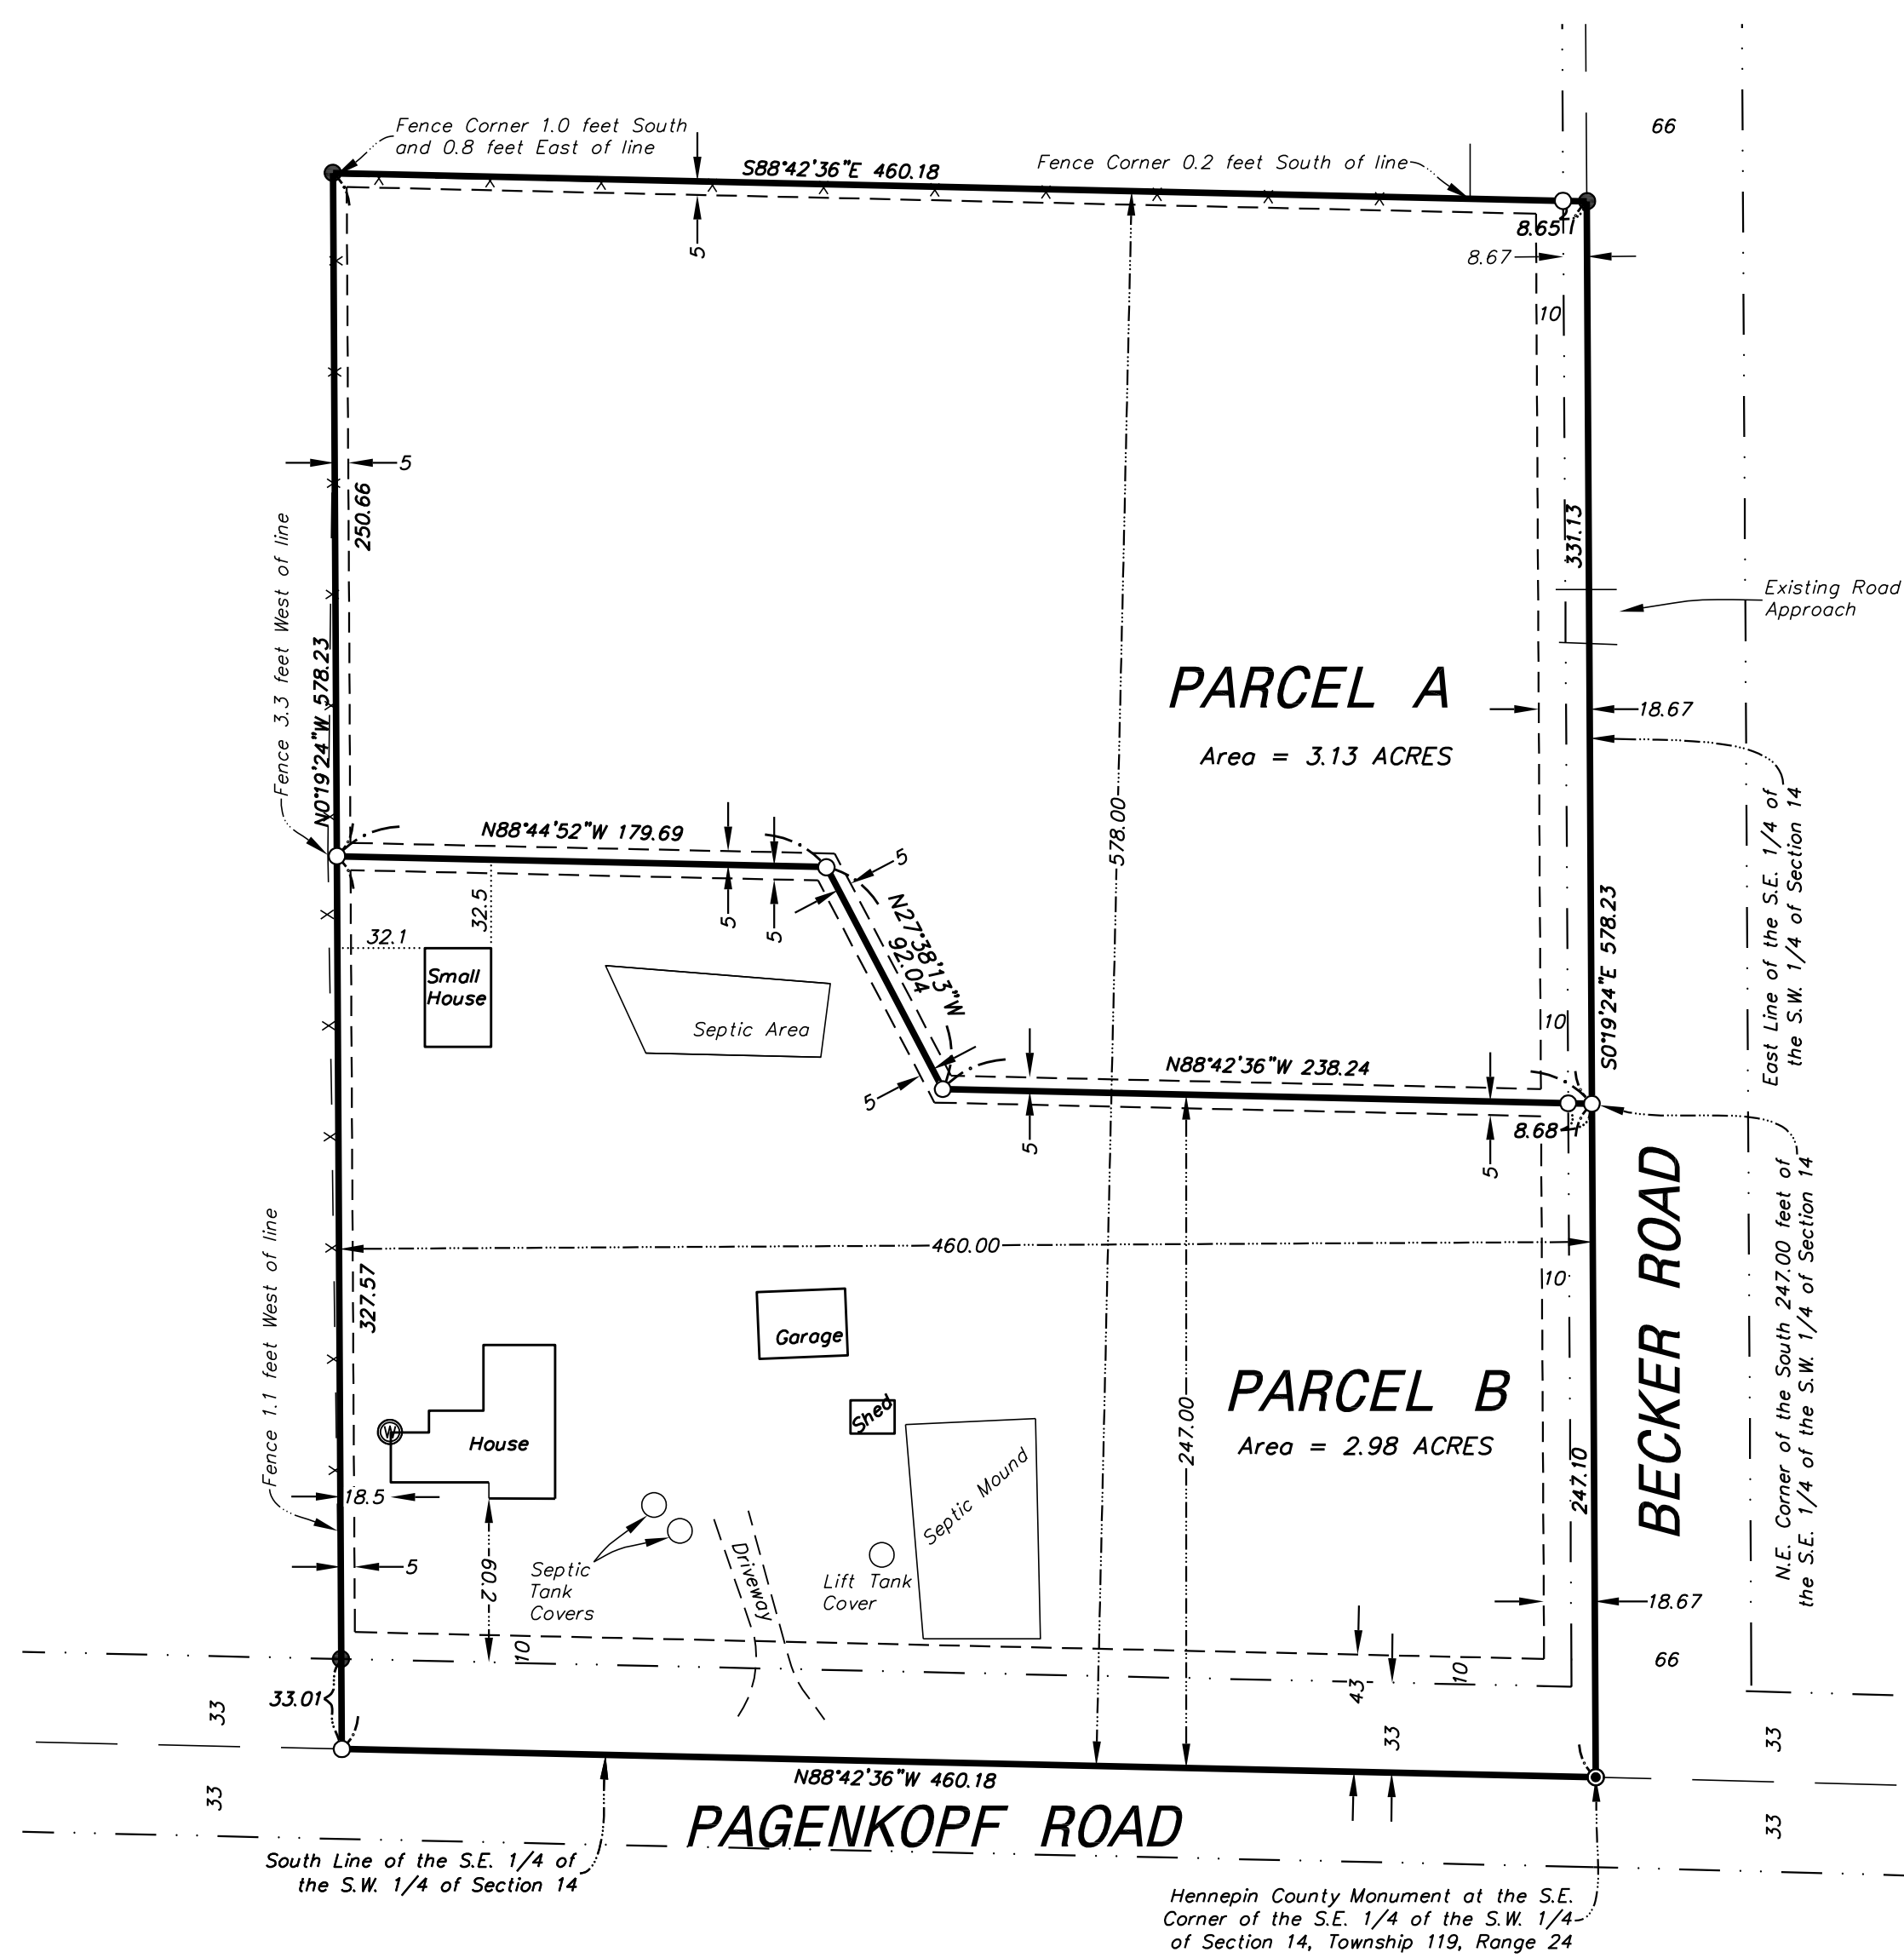 66
Fence Corner 1.0 feet South
and 0.8 feet East of line
S88°42'36"E 460.18
Fence Corner 0.2 feet South of line
8.65
8.67
5
10
5
250.66
331.13
Fence 3.3 feet West of line
N0°19'24"W 578.23
Existing Road
Approach
PARCEL A
Area = 3.13 ACRES
18.67
578.00
East Line of the S.E. 1/4 of
the S.W. 1/4 of Section 14
N88°44'52"W 179.69
5
5
5
N27°38'13"W
92.04
32.5
32.1
Small
House
Septic Area
5
S0°19'24"E 578.23
10
N88°42'36"W 238.24
5
5
8.68
N.E. Corner of the South 247.00 feet of
the S.E. 1/4 of the S.W. 1/4 of Section 14
BECKER ROAD
460.00
10
Fence 1.1 feet West of line
327.57
Garage
Shed
PARCEL B
Area = 2.98 ACRES
247.00
247.10
W
House
18.5
Septic Mound
5
60.2
Septic
Tank
Covers
Driveway
Lift Tank
Cover
18.67
10
10
43
33
66
33.01
33
33
33
33
N88°42'36"W 460.18
PAGENKOPF ROAD
South Line of the S.E. 1/4 of
the S.W. 1/4 of Section 14
Hennepin County Monument at the S.E.
Corner of the S.E. 1/4 of the S.W. 1/4
of Section 14, Township 119, Range 24